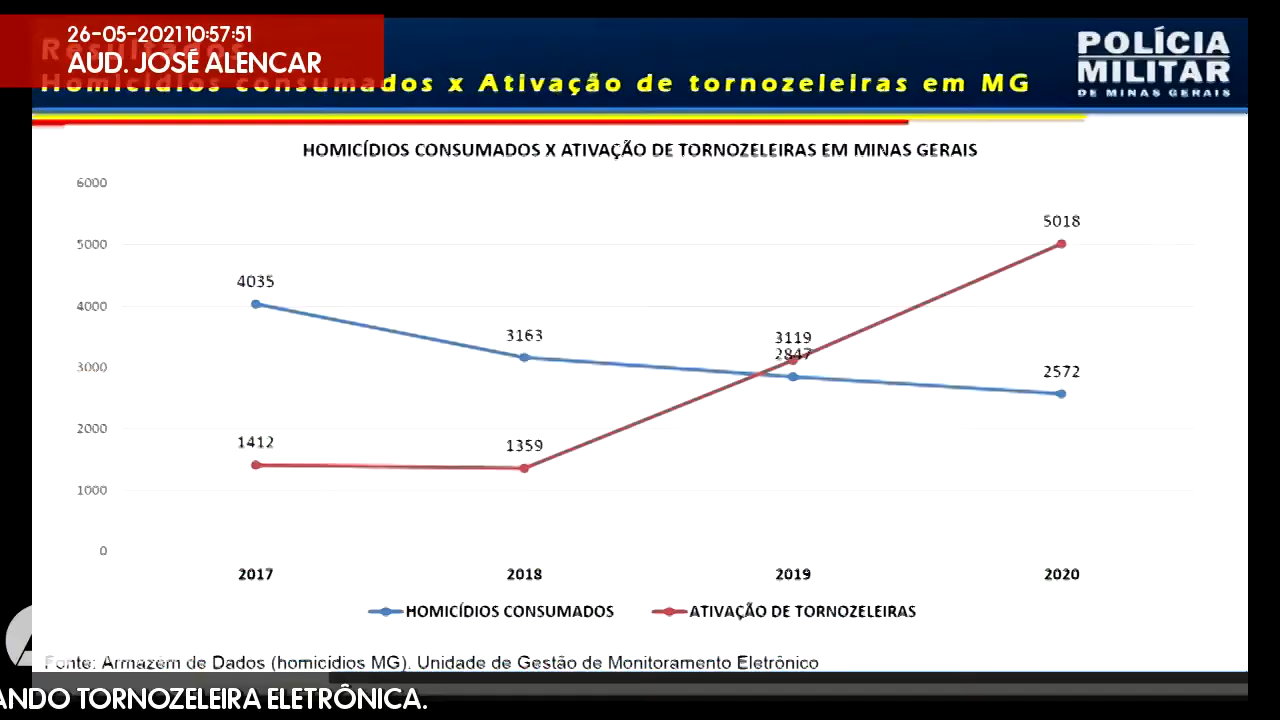 26-05-2021 10:57:51
AUD. JOSÉ ALENCAR
Resultados
Homicídios consumados x Ativação de tornozeleiras em MG
POLÍCIA
MILITAR
DE MINAS GERAIS
HOMICÍDIOS CONSUMADOS X ATIVAÇÃO DE TORNOZELEIRAS EM MINAS GERAIS
6000
5000
4000
3000
2000
1000
0
4035
3163
3119
2847
2572
5018
1412
1359
2017 2018 2019 2020
HOMICÍDIOS CONSUMADOS ATIVAÇÃO DE TORNOZELEIRAS
Fonte: Armazém de Dados (homicídios MG). Unidade de Gestão de Monitoramento Eletrônico
ANDO TORNOZELEIRA ELETRÔNICA.